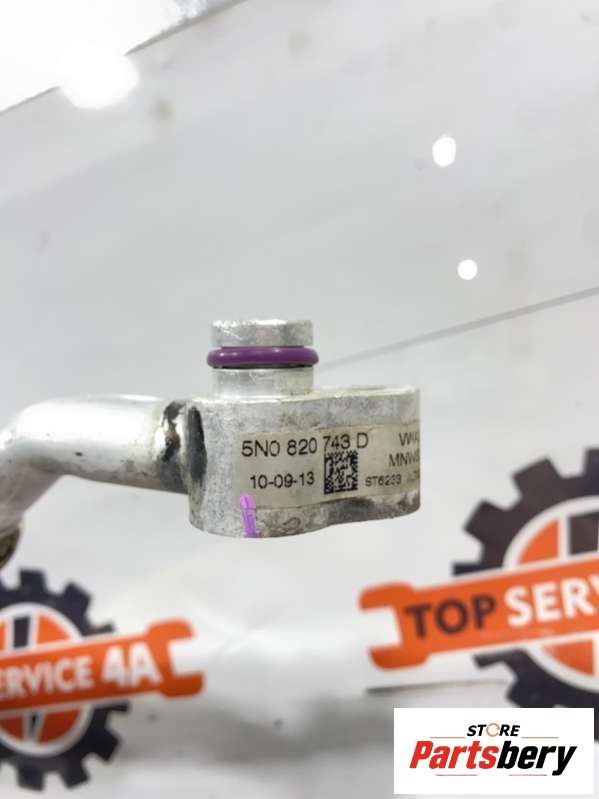 5N0 820 743 D
10-09-13
ST6233
SERVICE 4A
TOP SERV
STORE
Partsbery